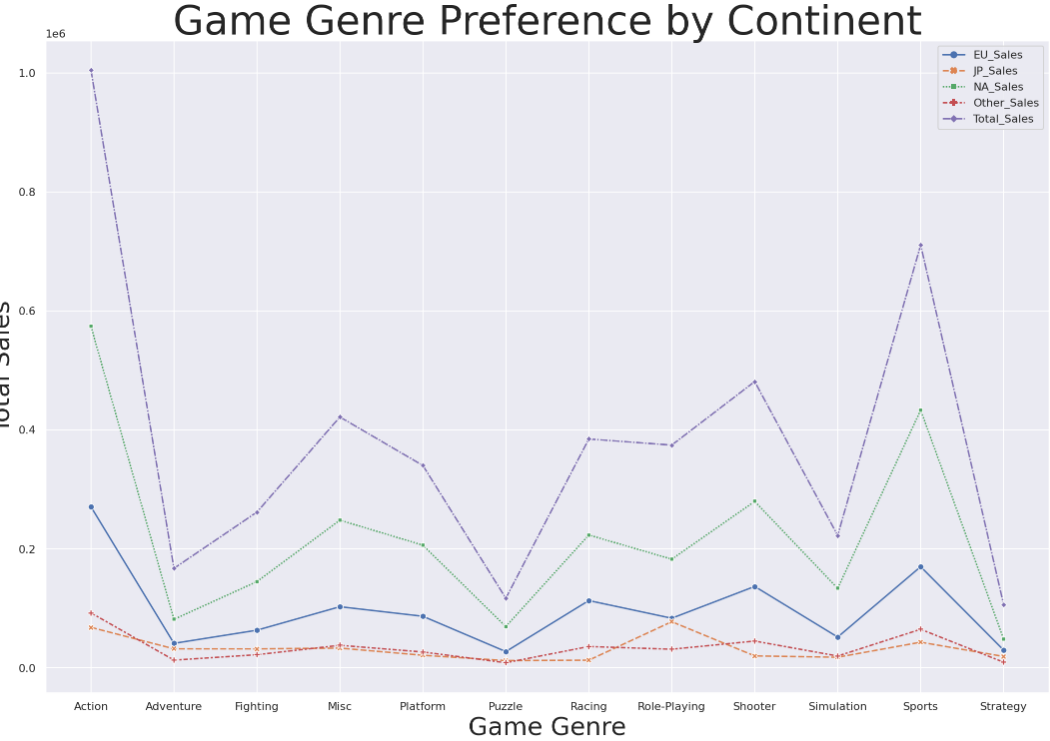 Game Genre Preference by Continent
1e6
EU_Sales
JP_Sales
NA_Sales
Other_Sales
Total_Sales
1.0
0.8
0.6
0.4
0.2
0.0
Total Sales
Action Adventure Fighting Misc Platform Puzzle Racing Role-Playing Shooter Simulation Sports Strategy
Game Genre